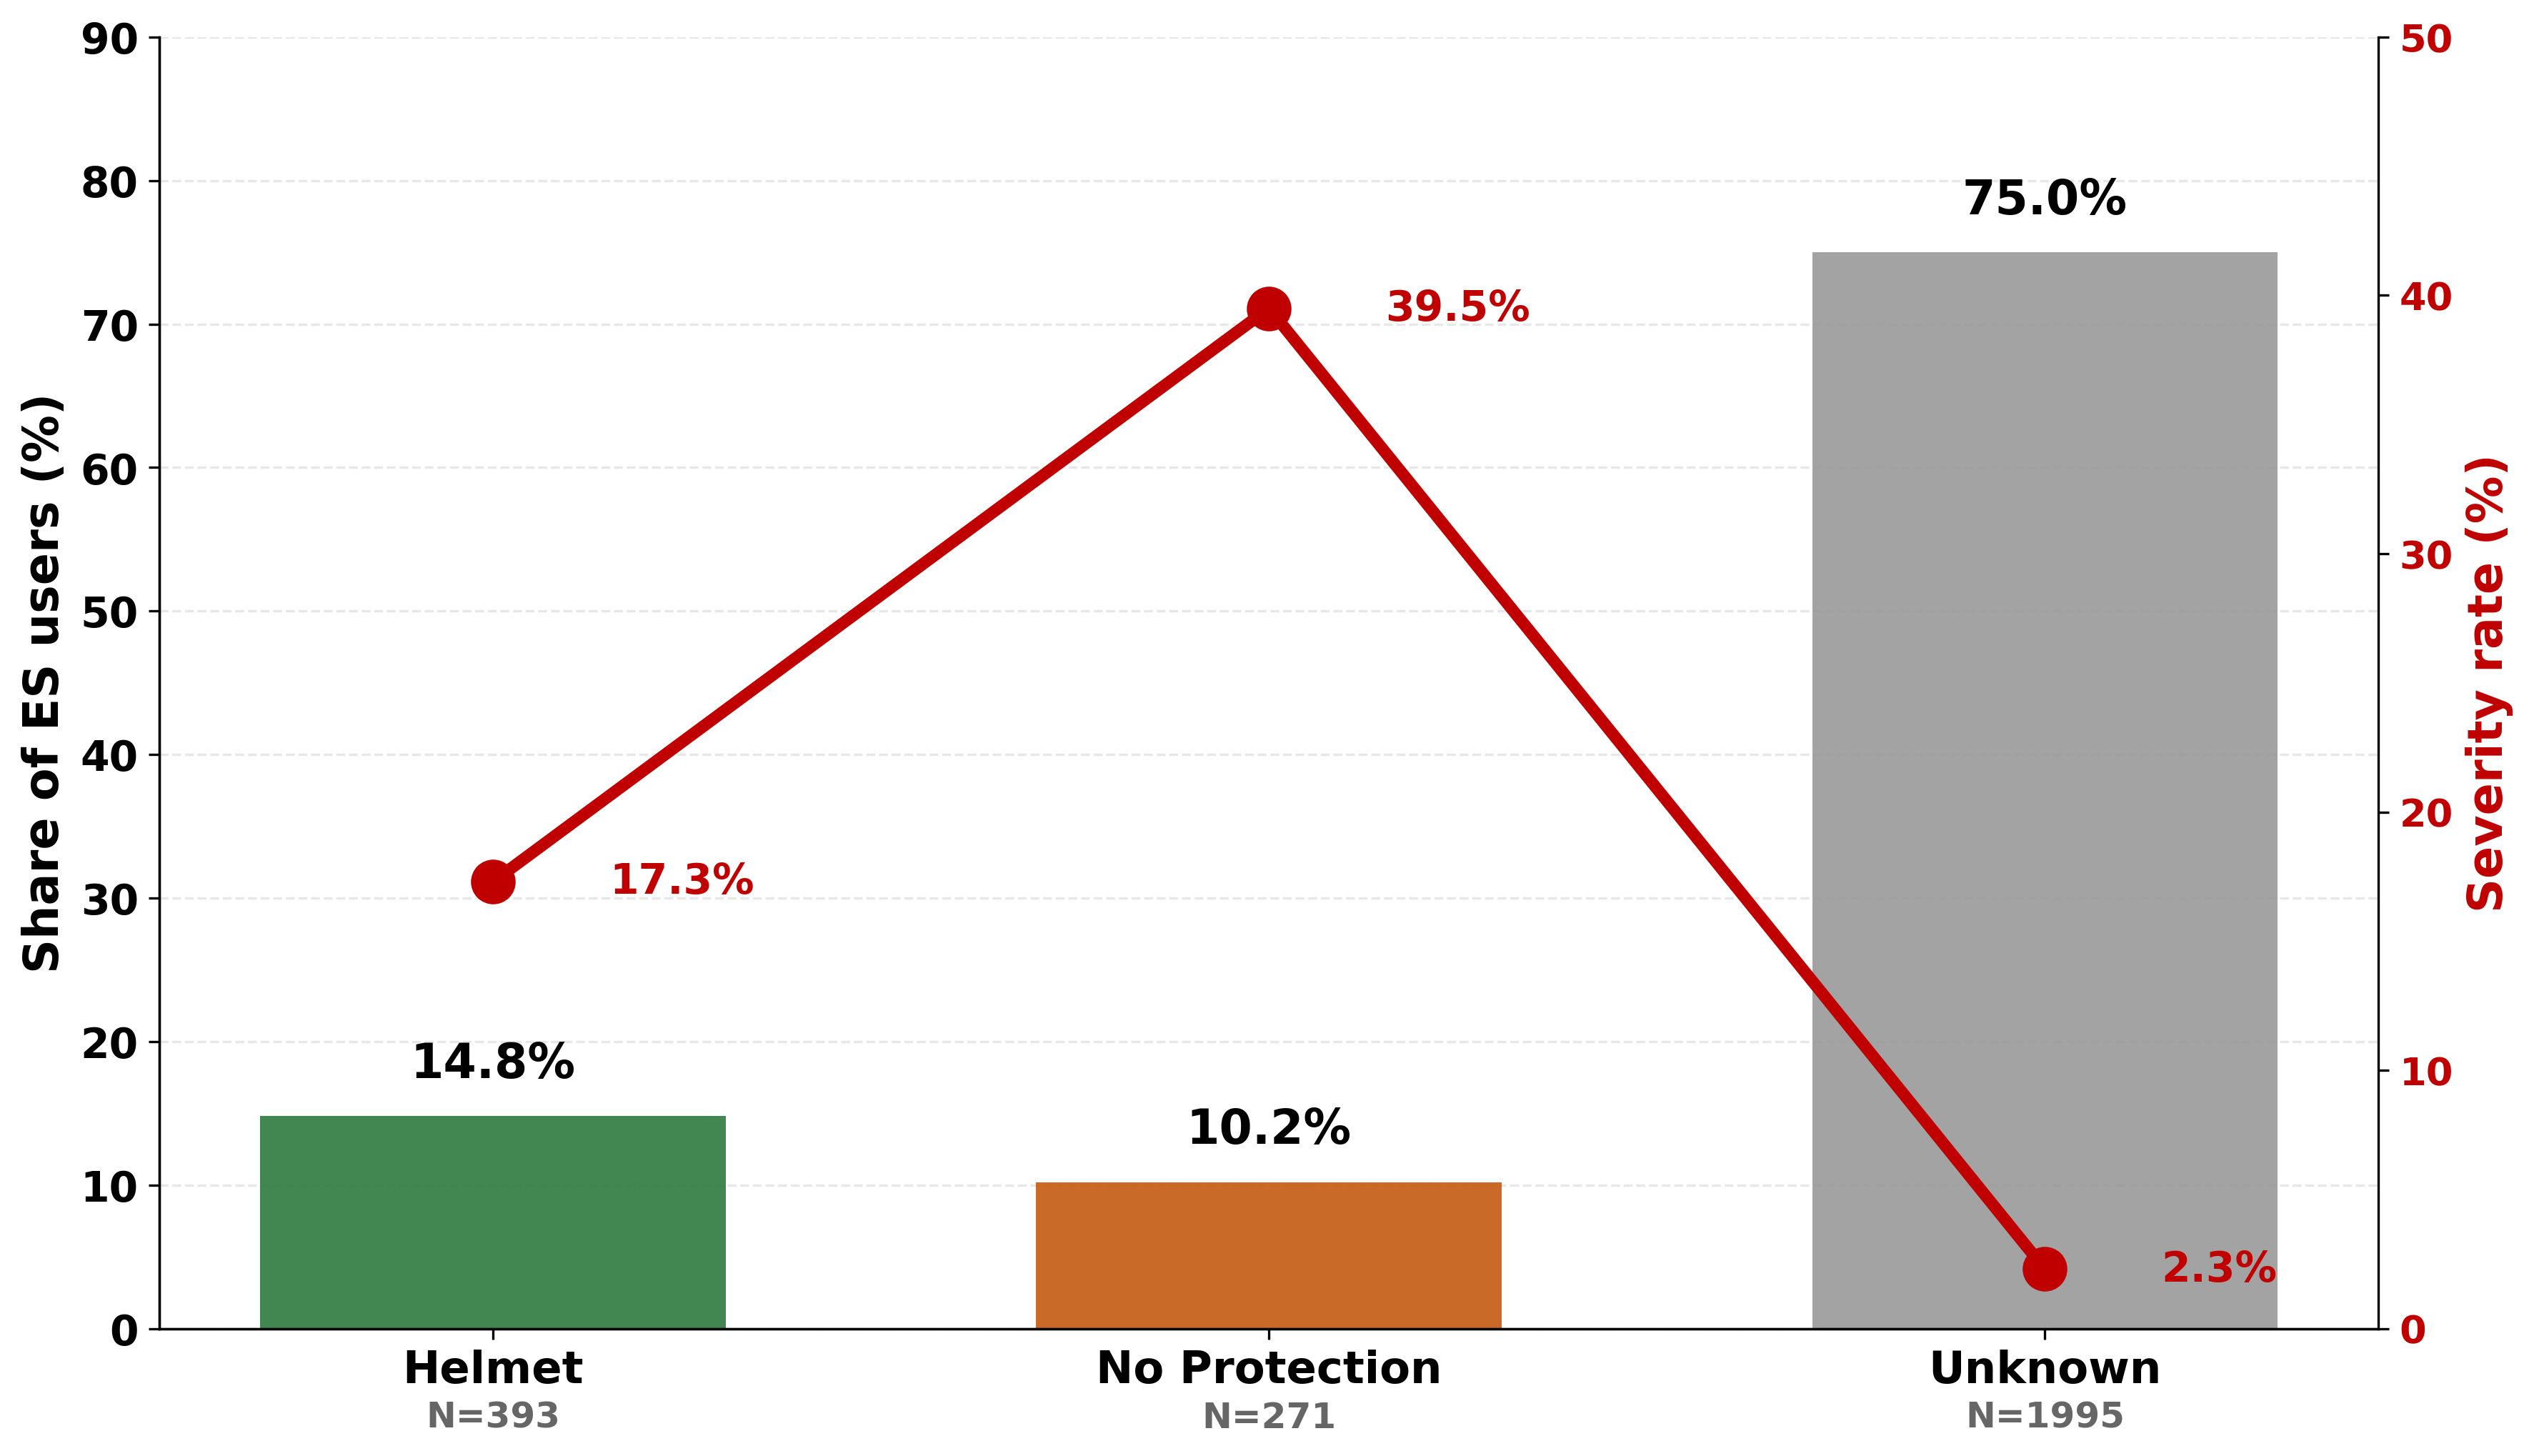 Share of ES users (%)
90
80
70
60
50
40
30
20
10
0
14.8%
10.2%
75.0%
17.3%
39.5%
2.3%
Helmet
N=393
No Protection
N=271
Unknown
N=1995
50
40
30
20
10
0
Severity rate (%)